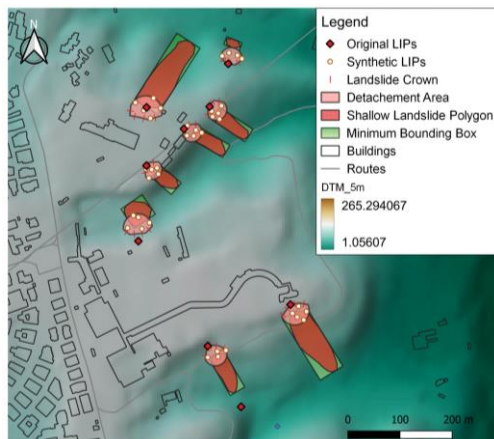 N
Legend
Original LIPs
Synthetic LIPs
Landslide Crown
Detachement Area
Shallow Landslide Polygon
Minimum Bounding Box
Buildings
Routes
DTM_5m
265.294067
1.05607
0 100 200 m